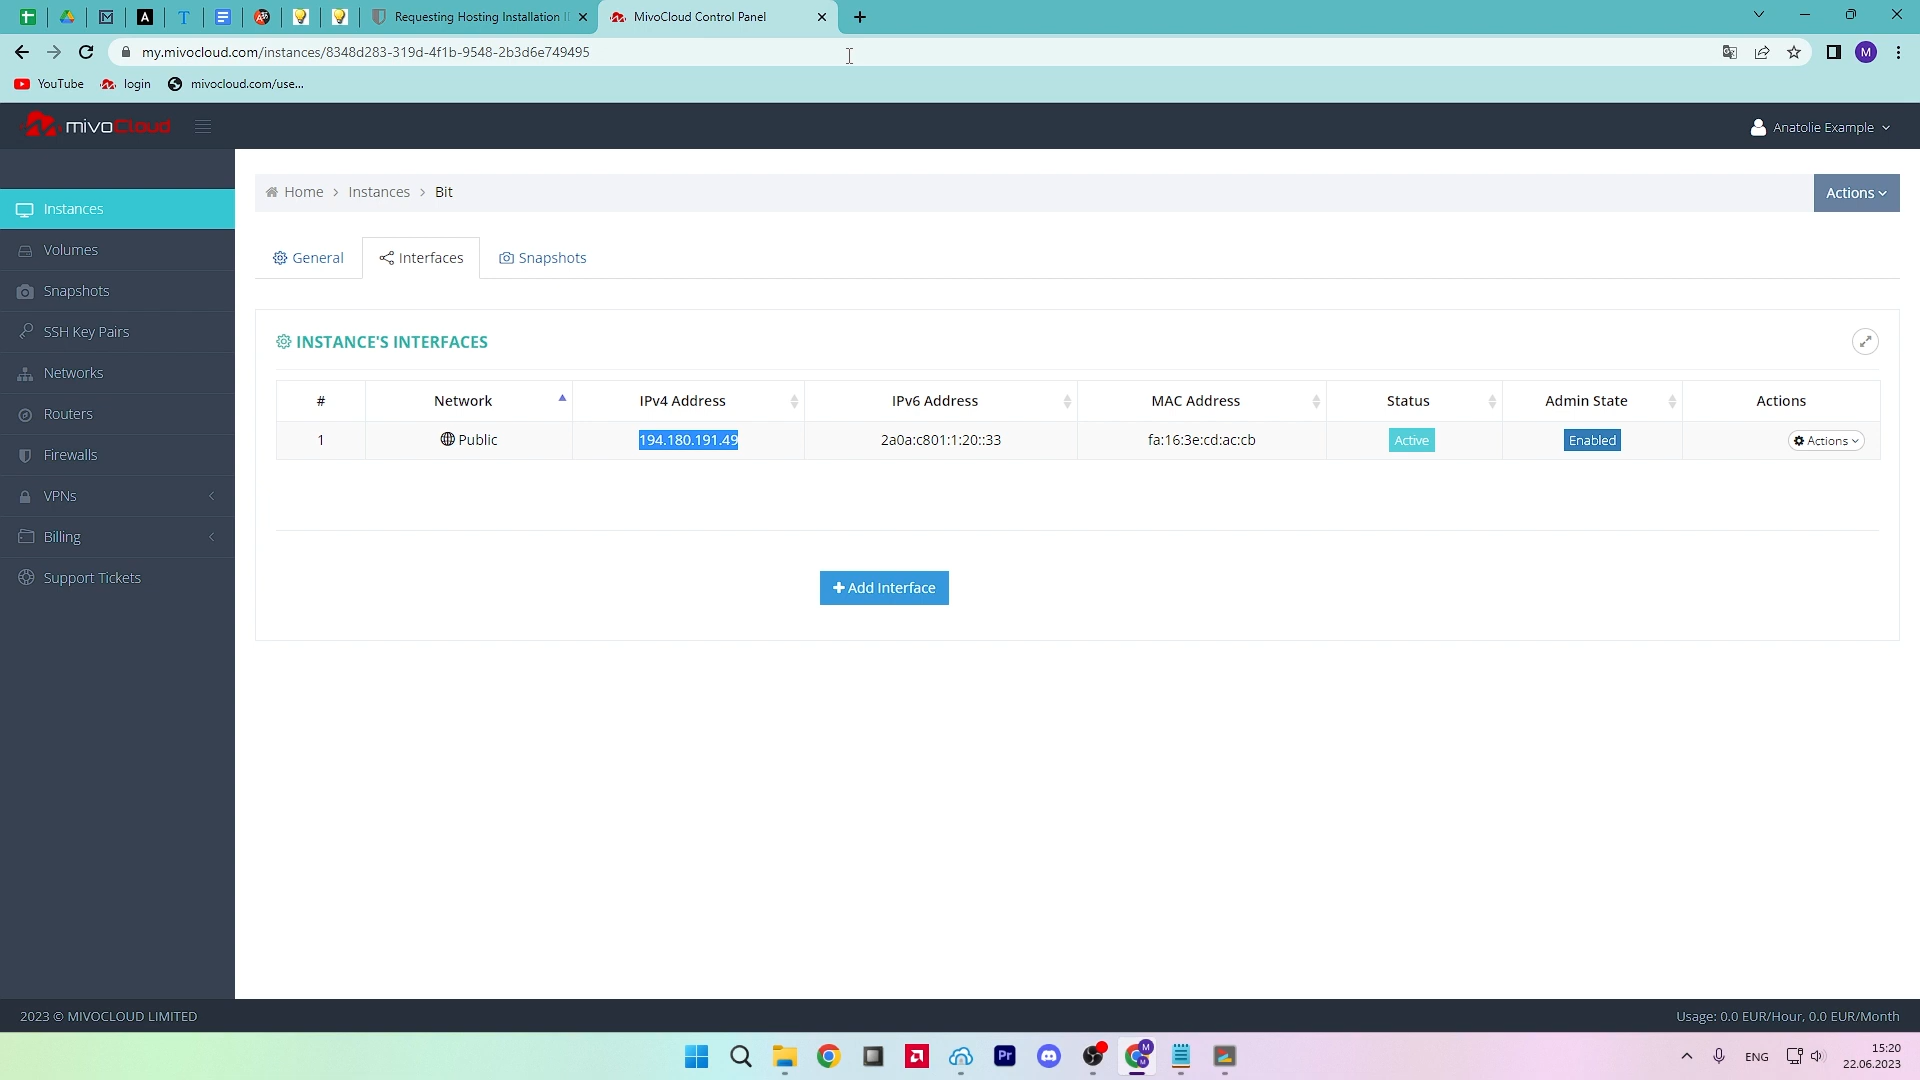 Requesting Hosting Installation I
MivoCloud Control Panel
my.mivocloud.com/instances/8348d283-319d-4f1b-9548-2b3d6e749495
M
YouTube
login
mivocloud.com/use...
mivoCloud
Anatolie Example
Home > Instances > Bit
Actions
Instances
Volumes
Snapshots
SSH Key Pairs
Networks
Routers
Firewalls
VPNs
Billing
Support Tickets
General
Interfaces
Snapshots
INSTANCE'S INTERFACES
# Network IPv4 Address IPv6 Address MAC Address Status Admin State Actions
1 Public 194.180.191.49 2a0a:c801:1:20::33 fa:16:3e:cd:ac:cb Active Enabled Actions
+ Add Interface
2023 © MIVOCLOUD LIMITED
Usage: 0.0 EUR/Hour, 0.0 EUR/Month
Pr
M
ENG
15:20
22.06.2023